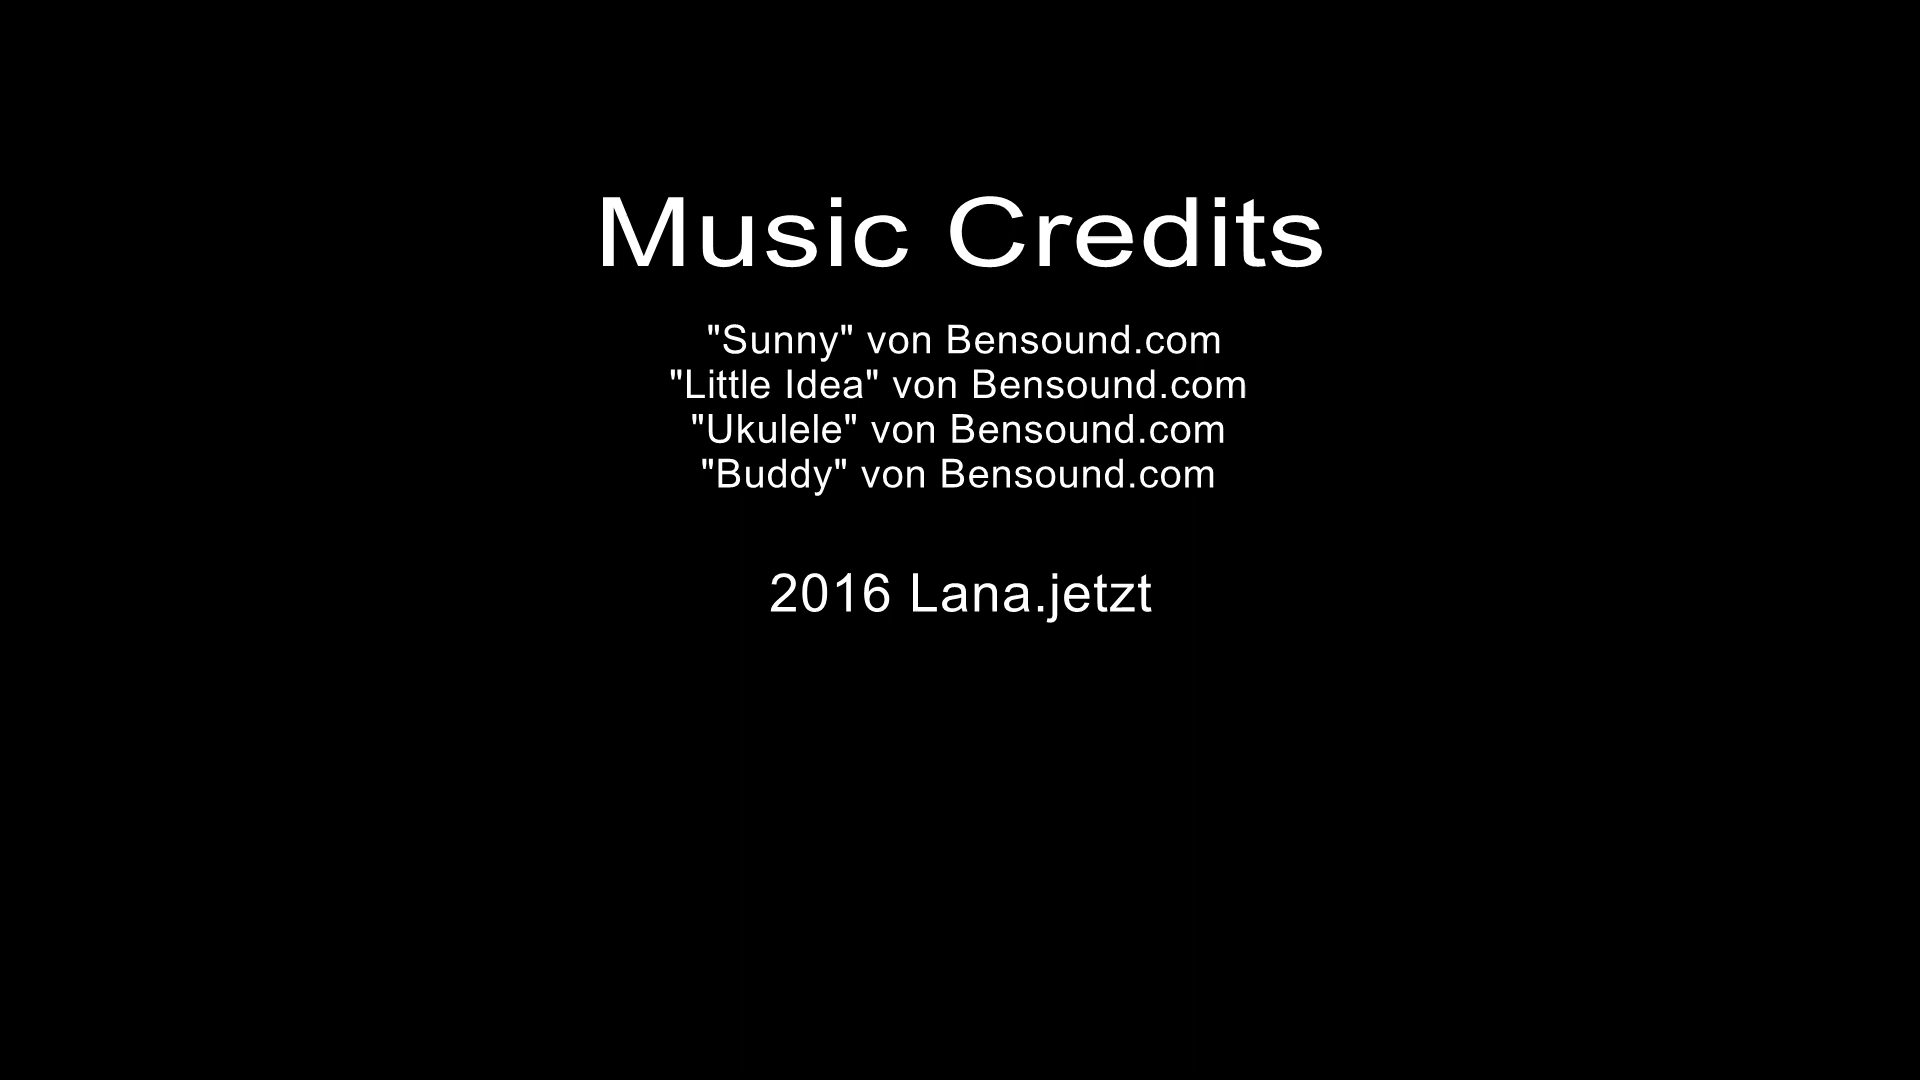 Music Credits
"Sunny" von Bensound.com
"Little Idea" von Bensound.com
"Ukulele" von Bensound.com
"Buddy" von Bensound.com
2016 Lana.jetzt